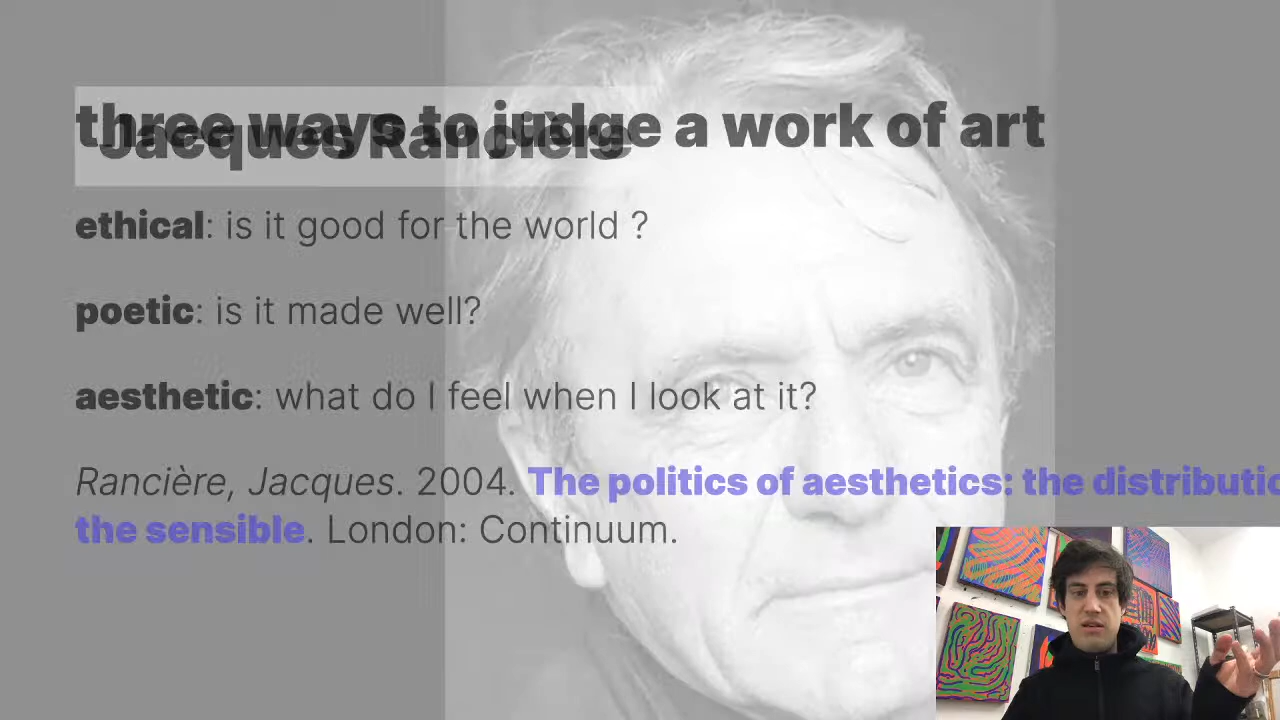 three ways to judge a work of art
Jacques Rancière
ethical: is it good for the world ?
poetic: is it made well?
aesthetic: what do I feel when I look at it?
Rancière, Jacques. 2004. The politics of aesthetics: the distributio
the sensible. London: Continuum.